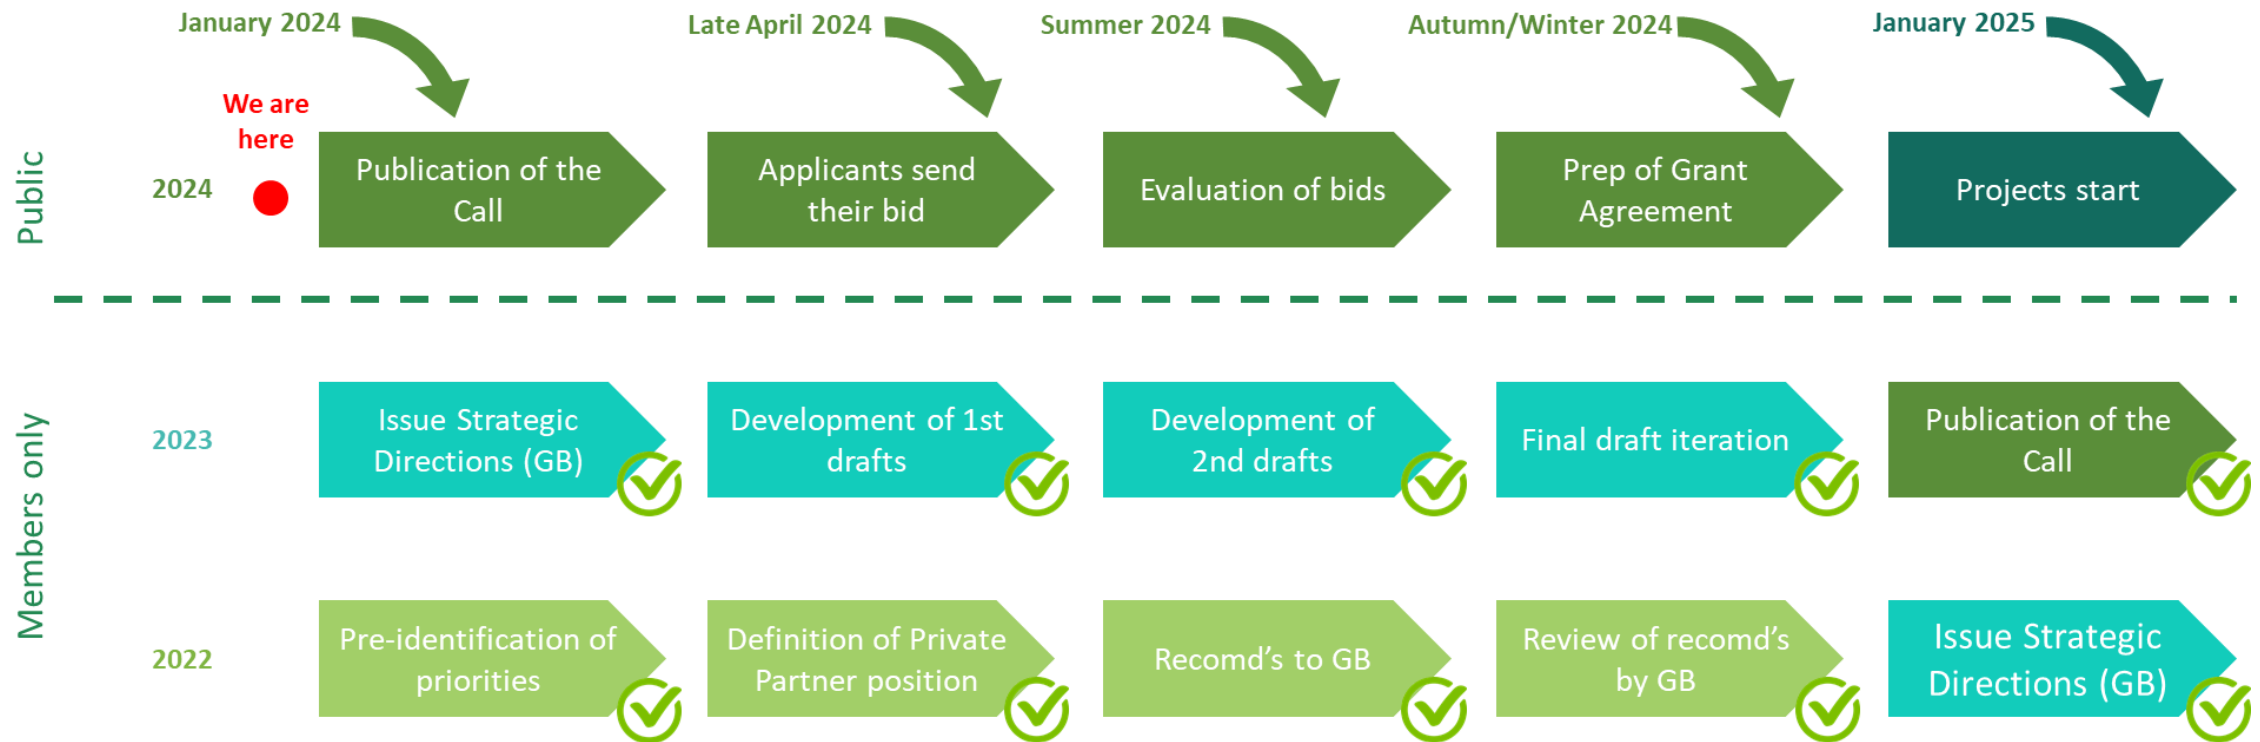 January 2024
Late April 2024
Summer 2024
Autumn/Winter 2024
January 2025
We are
here
Public
2024
Publication of the
Call
Applicants send
their bid
Evaluation of bids
Prep of Grant
Agreement
Projects start
Members only
2023
Issue Strategic
Directions (GB)
Development of 1st
drafts
Development of
2nd drafts
Final draft iteration
Publication of the
Call
2022
Pre-identification of
priorities
Definition of Private
Partner position
Recomd’s to GB
Review of recomd’s
by GB
Issue Strategic
Directions (GB)